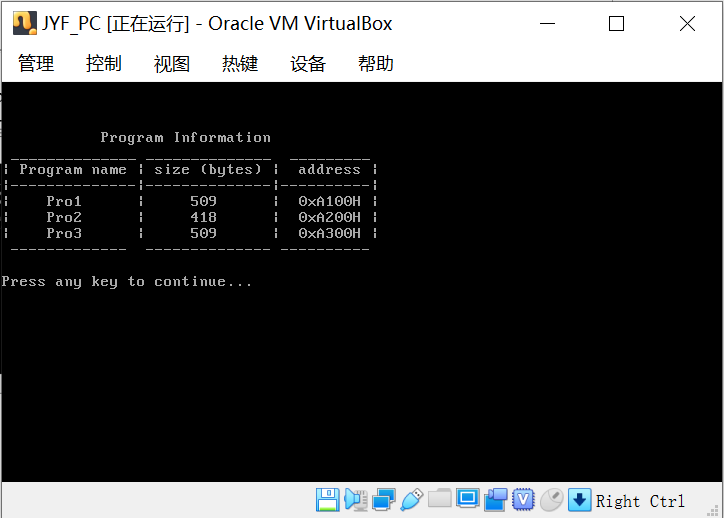 JYF_PC [正在运行] - Oracle VM VirtualBox
管理 控制 视图 热键 设备 帮助
Program Information
¦ Program name ¦ size (bytes) ¦ address ¦
¦ Pro1 ¦ 509 ¦ 0xA100H ¦
¦ Pro2 ¦ 418 ¦ 0xA200H ¦
¦ Pro3 ¦ 509 ¦ 0xA300H ¦
Press any key to continue...
V Right Ctrl